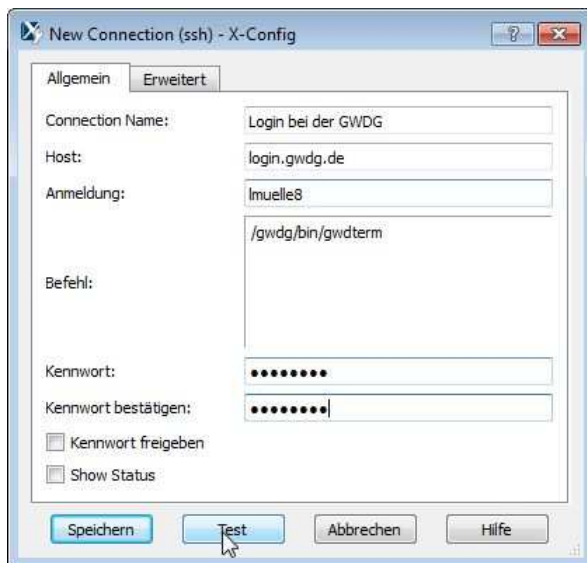 New Connection (ssh) - X-Config
Allgemein Erweitert
Connection Name: Login bei der GWDG
Host: login.gwdg.de
Anmeldung: lmuelle8
/gwdg/bin/gwdterm
Befehl:
Kennwort: ●●●●●●●●
Kennwort bestätigen: ●●●●●●●●
Kennwort freigeben
Show Status
Speichern Test Abbrechen Hilfe